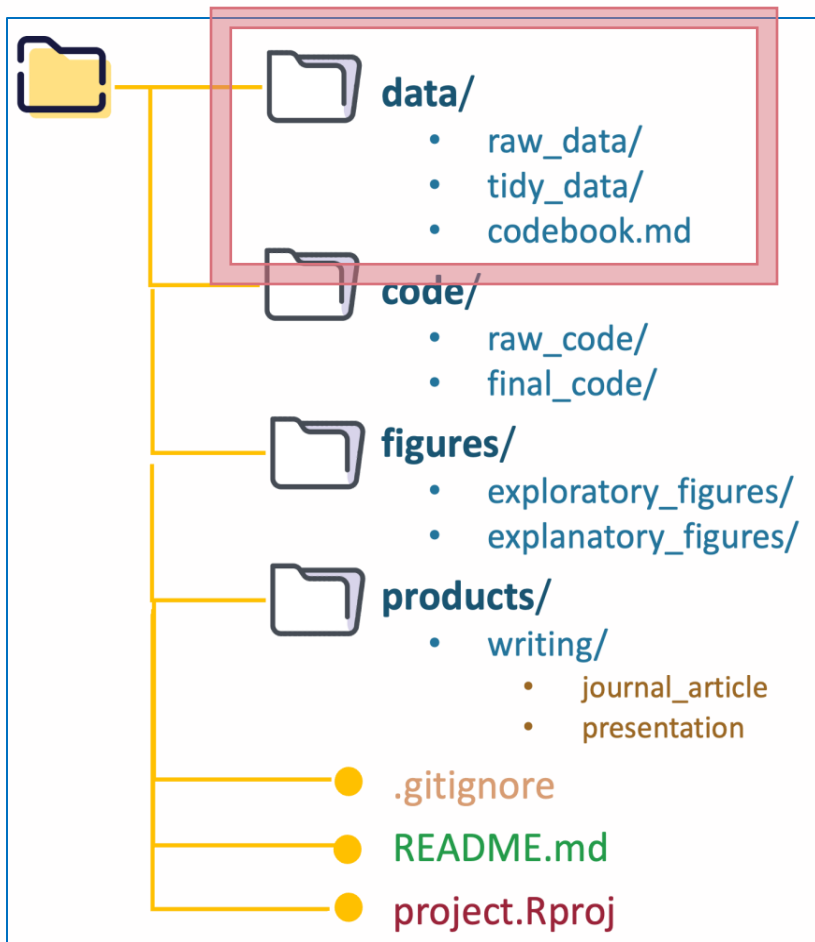 data/
• raw_data/
• tidy_data/
• codebook.md
code/
• raw_code/
• final_code/
figures/
• exploratory_figures/
• explanatory_figures/
products/
• writing/
• journal_article
• presentation
.gitignore
README.md
project.Rproj